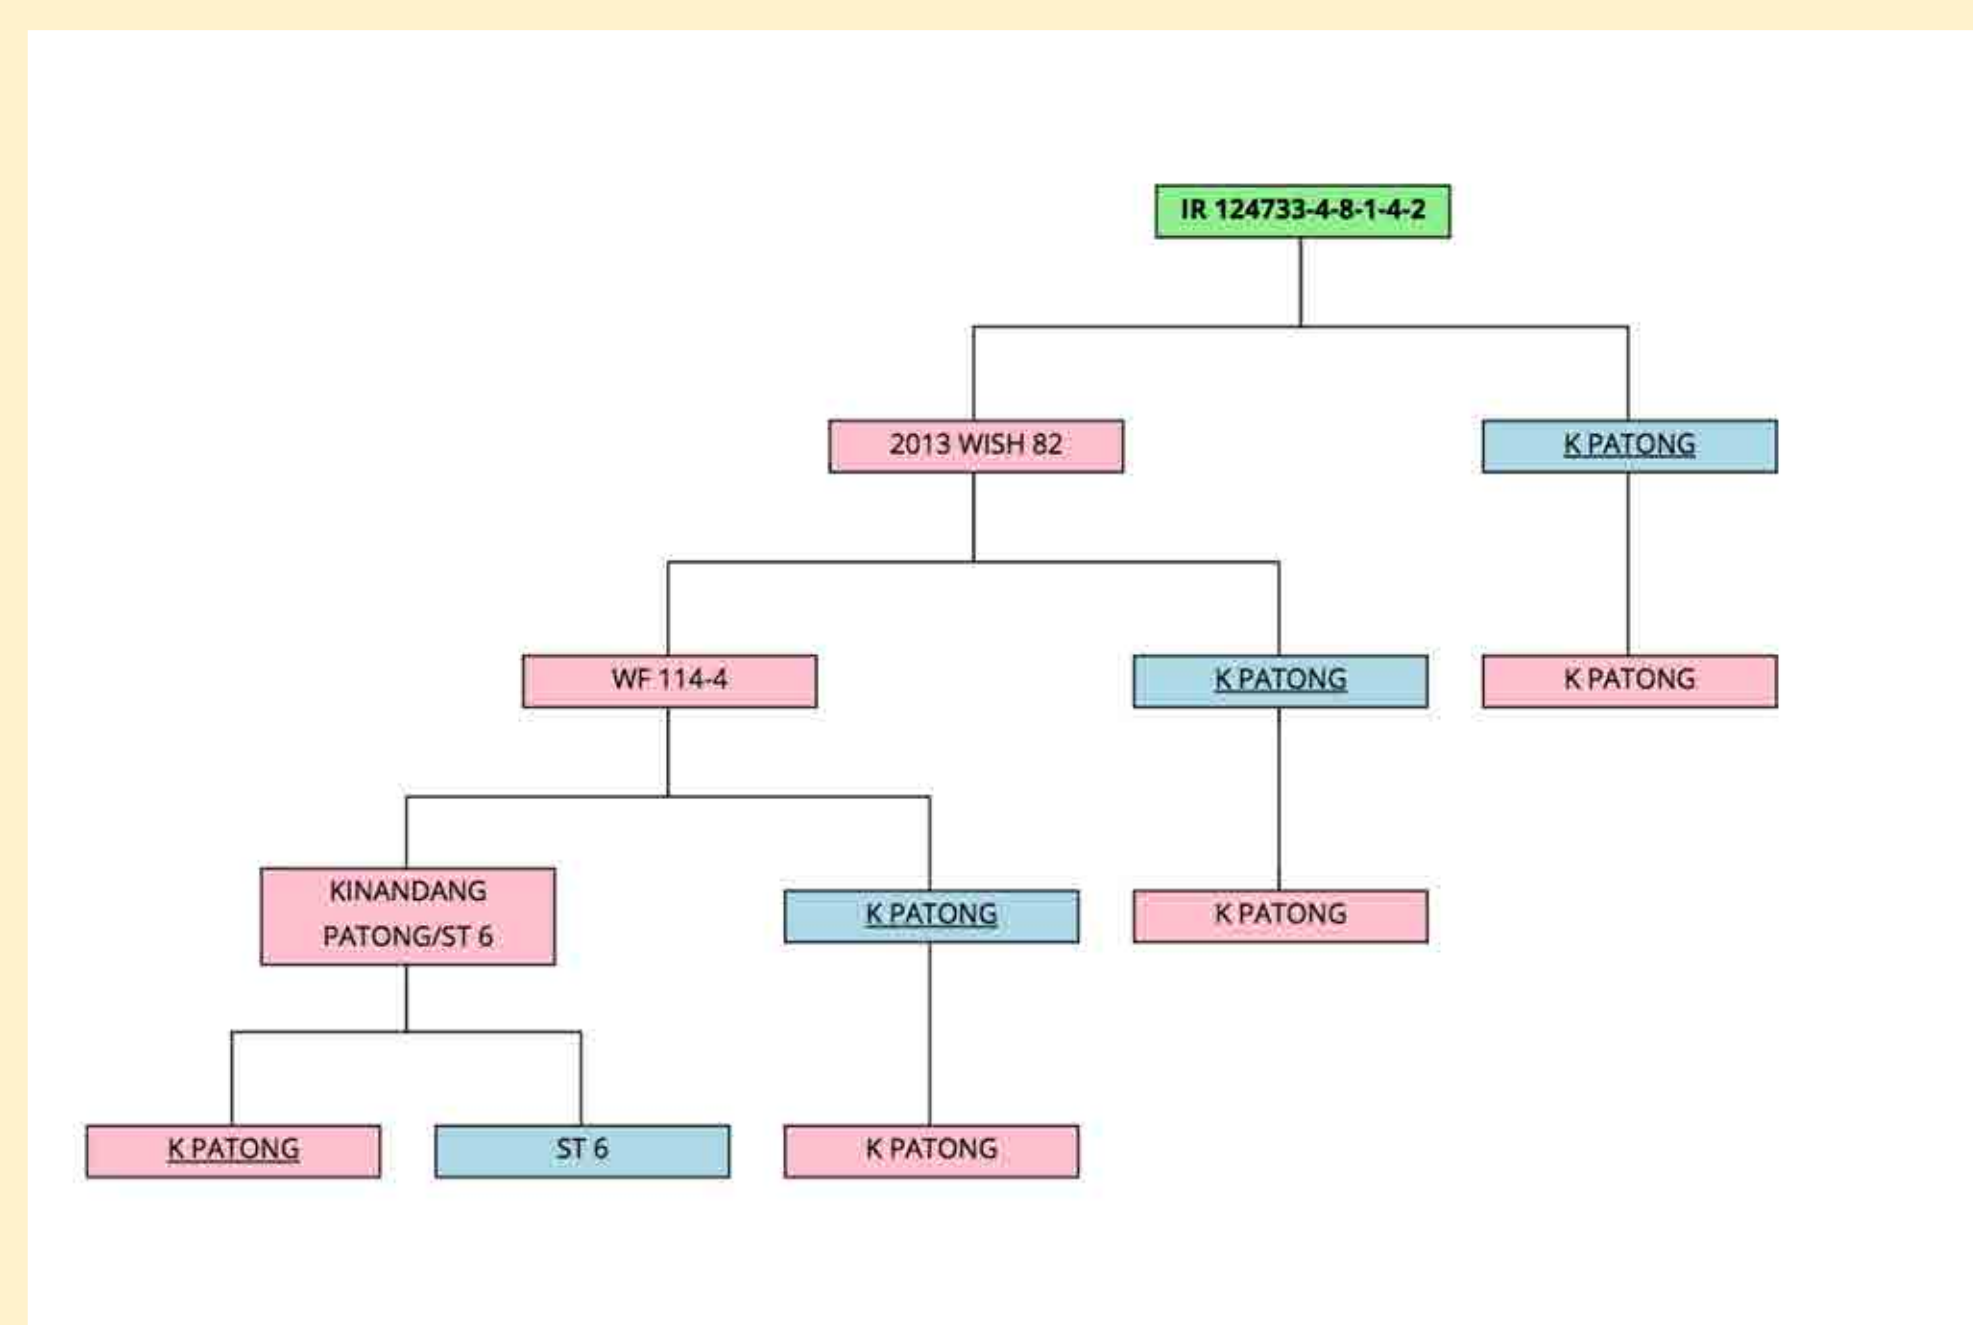 IR 124733-4-8-1-4-2
2013 WISH 82
K PATONG
WF 114-4
K PATONG
K PATONG
KINANDANG
PATONG/ST 6
K PATONG
K PATONG
K PATONG
ST 6
K PATONG